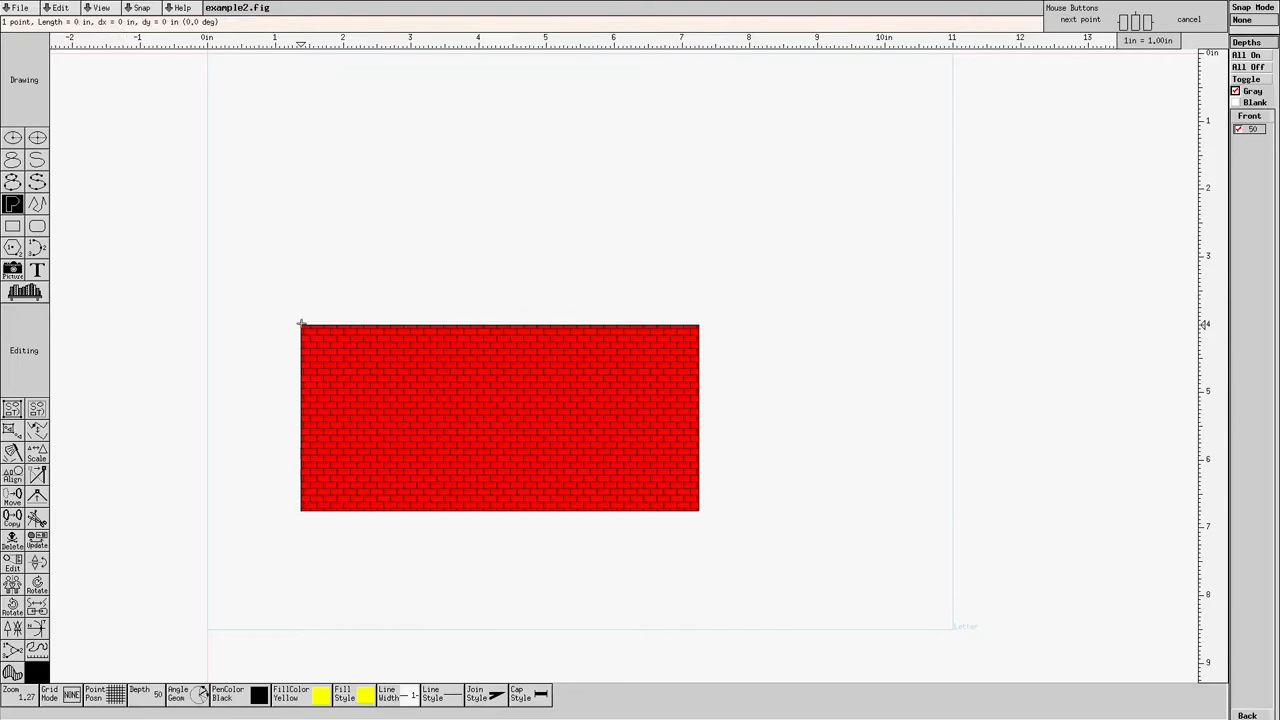 File Edit View Snap Help example2.fig
Mouse Buttons
next point cancel
Snap Mode
None
1 point, Length = 0 in, dx = 0 in, dy = 0 in (0.0 deg)
-2 -1 0in 1 2 3 4 5 6 7 8 9 10in 11 12 13
1in = 1.00in
Depths
All On
All Off
Toggle
Gray
Blank
Front
50
0in
1
2
3
4
5
6
7
8
9
Drawing
P
Picture T
Editing
Scale
Align
Move
Copy
Delete Update
Edit
Rotate
Rotate
Letter
Zoom 1.27
Grid Mode NONE
Point Posn
Depth 50
Angle Geom
PenColor Black
FillColor Yellow
Fill Style
Line Width 1
Line Style
Join Style
Cap Style
Back